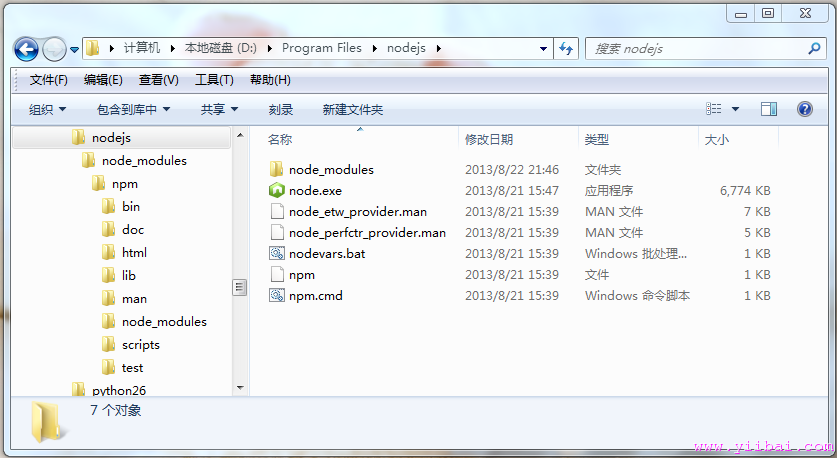 计算机 本地磁盘 (D:) Program Files nodejs 搜索 nodejs
文件(F) 编辑(E) 查看(V) 工具(T) 帮助(H)
组织 包含到库中 共享 刻录 新建文件夹
nodejs
node_modules
npm
bin
doc
html
lib
man
node_modules
scripts
test
python26
名称 修改日期 类型 大小
node_modules 2013/8/22 21:46 文件夹
node.exe 2013/8/21 15:47 应用程序 6,774 KB
node_etw_provider.man 2013/8/21 15:39 MAN 文件 7 KB
node_perfctr_provider.man 2013/8/21 15:39 MAN 文件 5 KB
nodevars.bat 2013/8/21 15:39 Windows 批处理... 1 KB
npm 2013/8/21 15:39 文件 1 KB
npm.cmd 2013/8/21 15:39 Windows 命令脚本 1 KB
7 个对象
www.yiibai.com